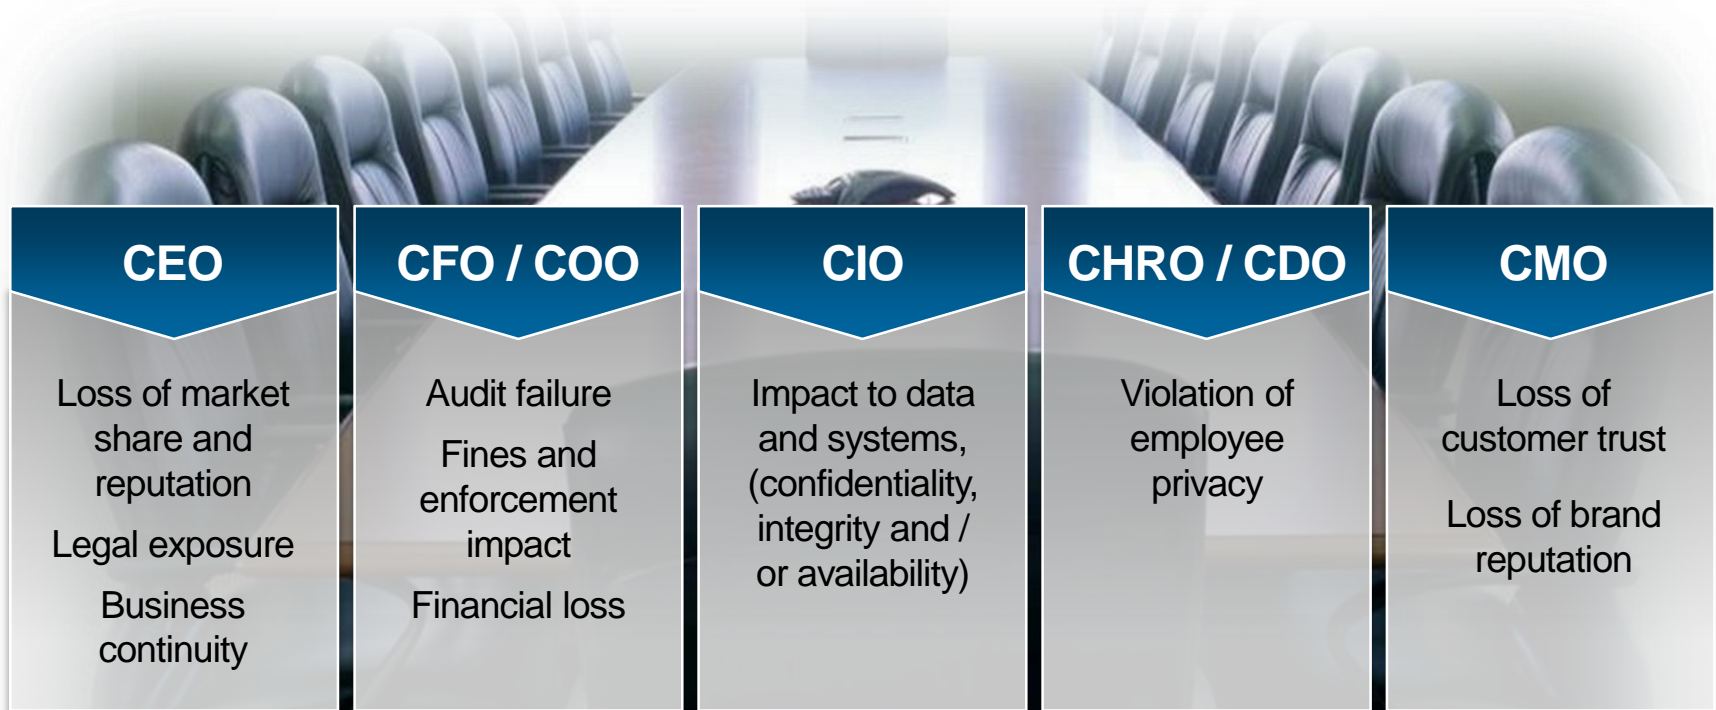 CEO
Loss of market
share and
reputation
Legal exposure
Business
continuity
CFO / COO
Audit failure
Fines and
enforcement
impact
Financial loss
CIO
Impact to data
and systems,
(confidentiality,
integrity and /
or availability)
CHRO / CDO
Violation of
employee
privacy
CMO
Loss of
customer trust
Loss of brand
reputation